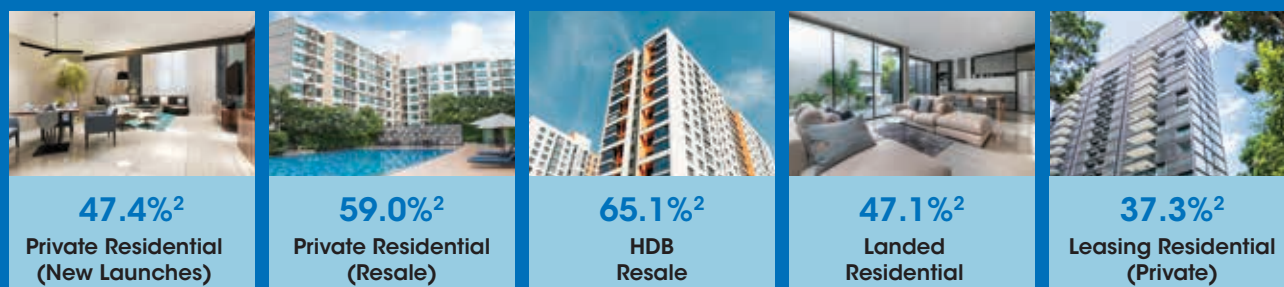 47.4%²
Private Residential
(New Launches)
59.0%²
Private Residential
(Resale)
65.1%²
HDB
Resale
47.1%²
Landed
Residential
37.3%²
Leasing Residential
(Private)